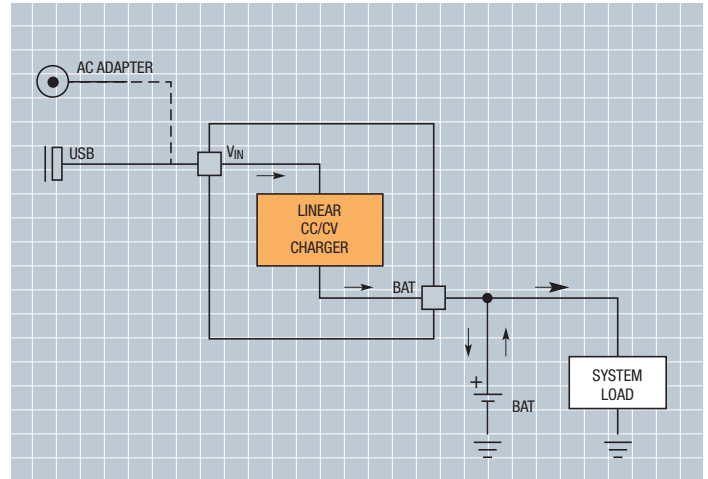 AC ADAPTER
USB
VIN
LINEAR
CC/CV
CHARGER
BAT
+
BAT
SYSTEM
LOAD